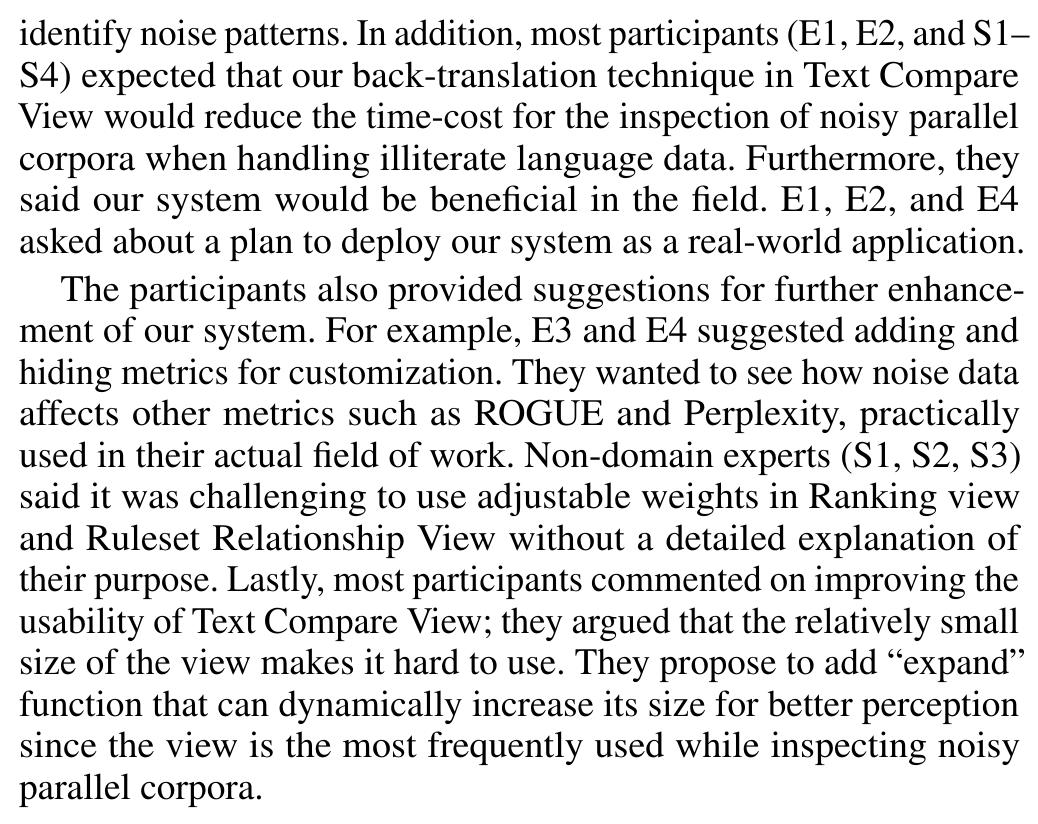 identify noise patterns. In addition, most participants (E1, E2, and S1–
S4) expected that our back-translation technique in Text Compare
View would reduce the time-cost for the inspection of noisy parallel
corpora when handling illiterate language data. Furthermore, they
said our system would be beneficial in the field. E1, E2, and E4
asked about a plan to deploy our system as a real-world application.
The participants also provided suggestions for further enhance-
ment of our system. For example, E3 and E4 suggested adding and
hiding metrics for customization. They wanted to see how noise data
affects other metrics such as ROGUE and Perplexity, practically
used in their actual field of work. Non-domain experts (S1, S2, S3)
said it was challenging to use adjustable weights in Ranking view
and Ruleset Relationship View without a detailed explanation of
their purpose. Lastly, most participants commented on improving the
usability of Text Compare View; they argued that the relatively small
size of the view makes it hard to use. They propose to add “expand”
function that can dynamically increase its size for better perception
since the view is the most frequently used while inspecting noisy
parallel corpora.